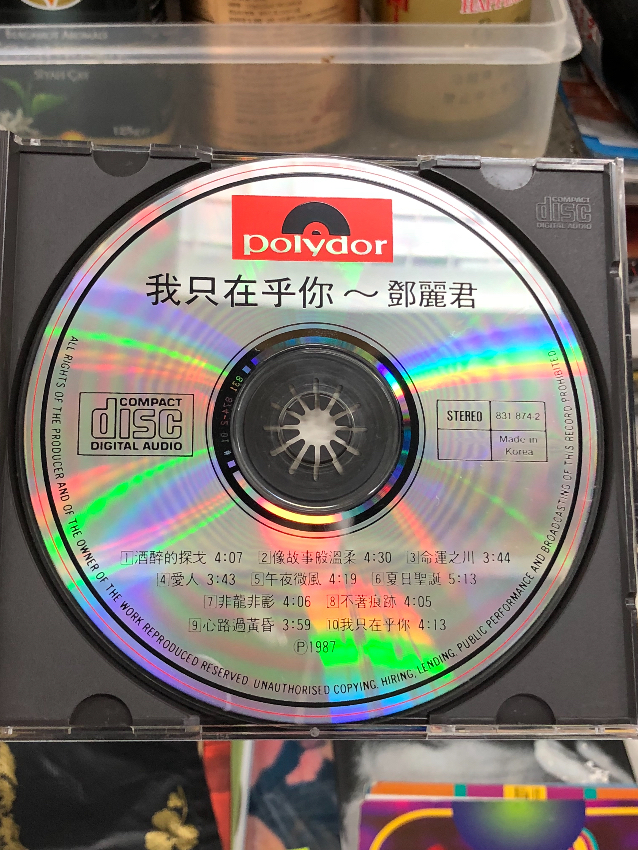 BERGAMOT AROMATI
COMPACT
disc
DIGITAL AUDIO
polydor
我只在乎你～鄧麗君
COMPACT
disc
DIGITAL AUDIO
STEREO
831 874-2
Made in
Korea
1酒醉的探戈 4:07 2像故事般溫柔 4:30 3命運之川 3:44
4愛人 3:43 5午夜微風 4:19 6夏日聖誕 5:13
7非龍非彲 4:06 8不著痕跡 4:05
9心路過黃昏 3:59 10我只在乎你 4:13
Ⓟ1987
ALL RIGHTS OF THE PRODUCER AND OF THE OWNER OF THE WORK REPRODUCED RESERVED UNAUTHORISED COPYING, HIRING, LENDING, PUBLIC PERFORMANCE AND BROADCASTING OF THIS RECORD PROHIBITED